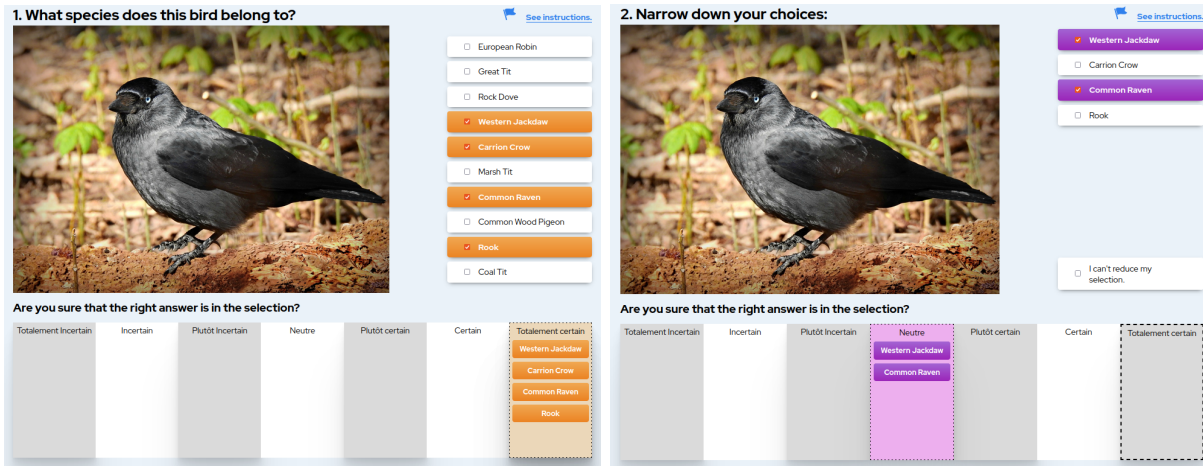 1. What species does this bird belong to?
See instructions.
European Robin
Great Tit
Rock Dove
Western Jackdaw
Carrion Crow
Marsh Tit
Common Raven
Common Wood Pigeon
Rook
Coal Tit
Are you sure that the right answer is in the selection?
Totalement Incertain
Incertain
Plutôt Incertain
Neutre
Plutôt certain
Certain
Totalement certain
Western Jackdaw
Carrion Crow
Common Raven
Rook
2. Narrow down your choices:
See instructions.
Western Jackdaw
Carrion Crow
Common Raven
Rook
I can't reduce my
selection.
Are you sure that the right answer is in the selection?
Totalement Incertain
Incertain
Plutôt Incertain
Neutre
Plutôt certain
Certain
Totalement certain
Western Jackdaw
Common Raven